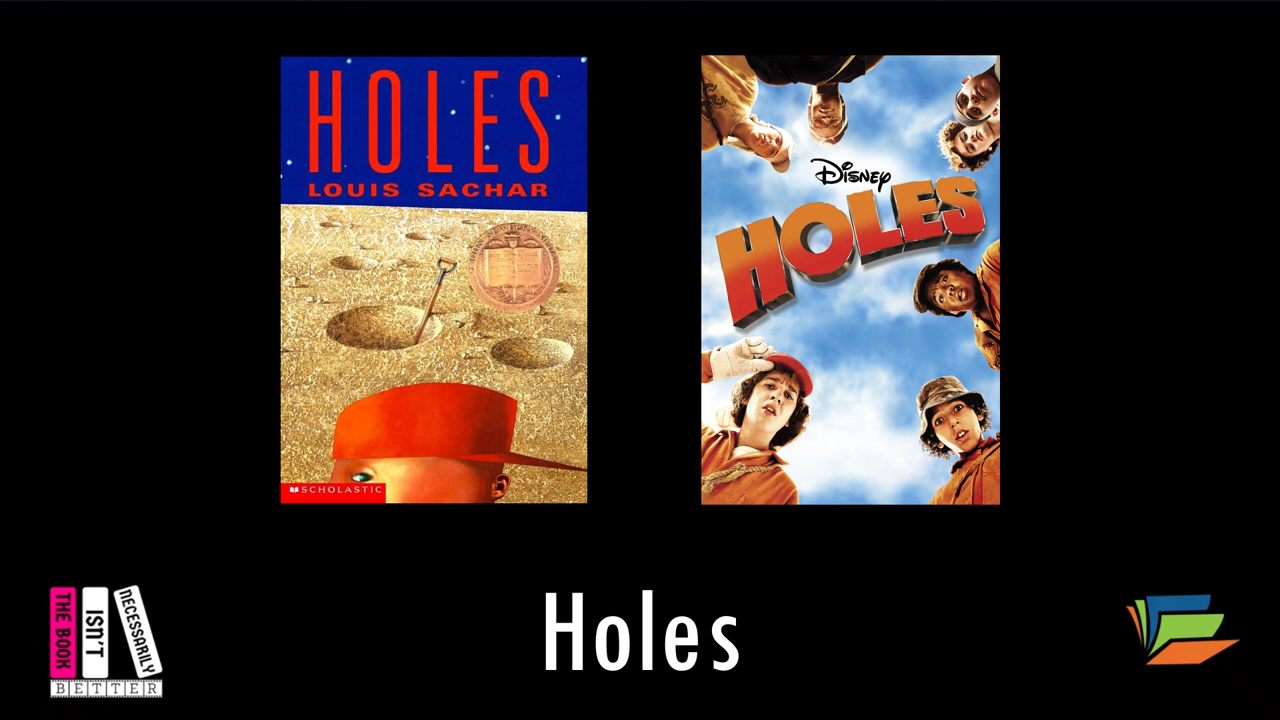 HOLES
LOUIS SACHAR
SCHOLASTIC
Disney
HOLES
THE BOOK
ISN'T
NECESSARILY
BETTER
Holes